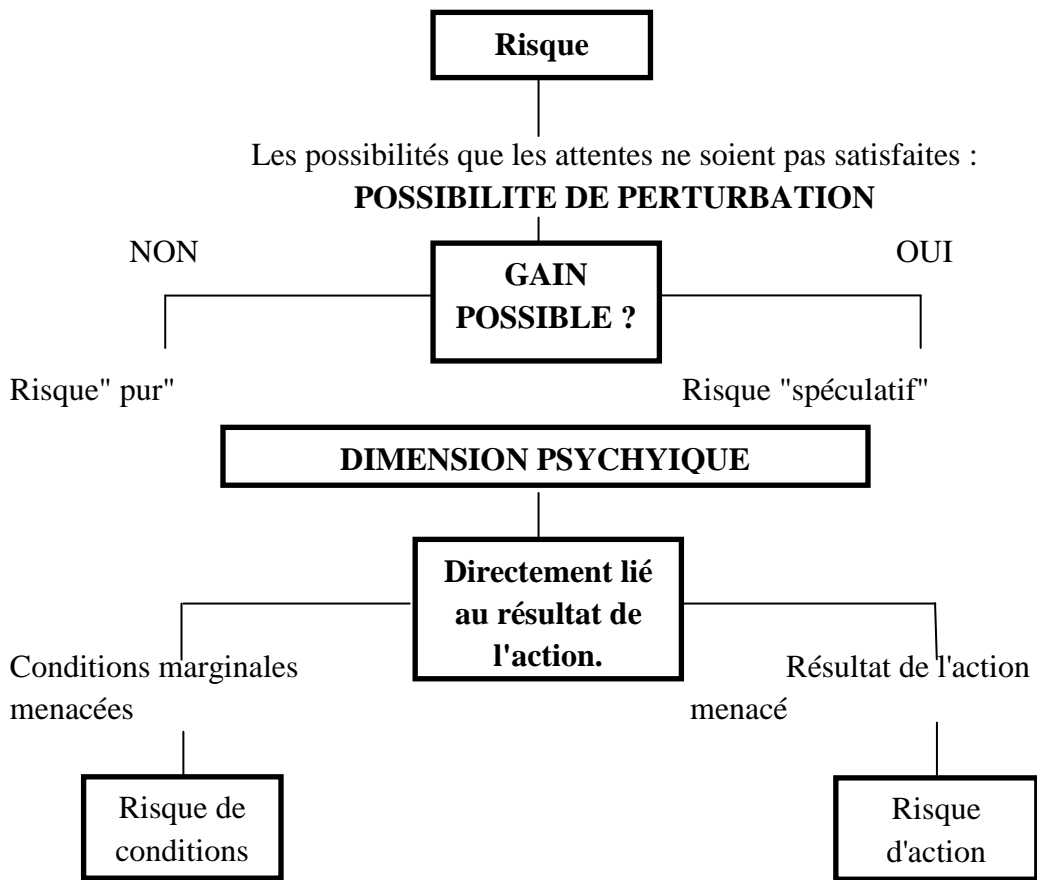 Risque
Les possibilités que les attentes ne soient pas satisfaites :
POSSIBILITE DE PERTURBATION
NON
OUI
GAIN
POSSIBLE ?
Risque" pur"
Risque "spéculatif"
DIMENSION PSYCHYIQUE
Directement lié
au résultat de
l'action.
Conditions marginales
menacées
Résultat de l'action
menacé
Risque de
conditions
Risque
d'action